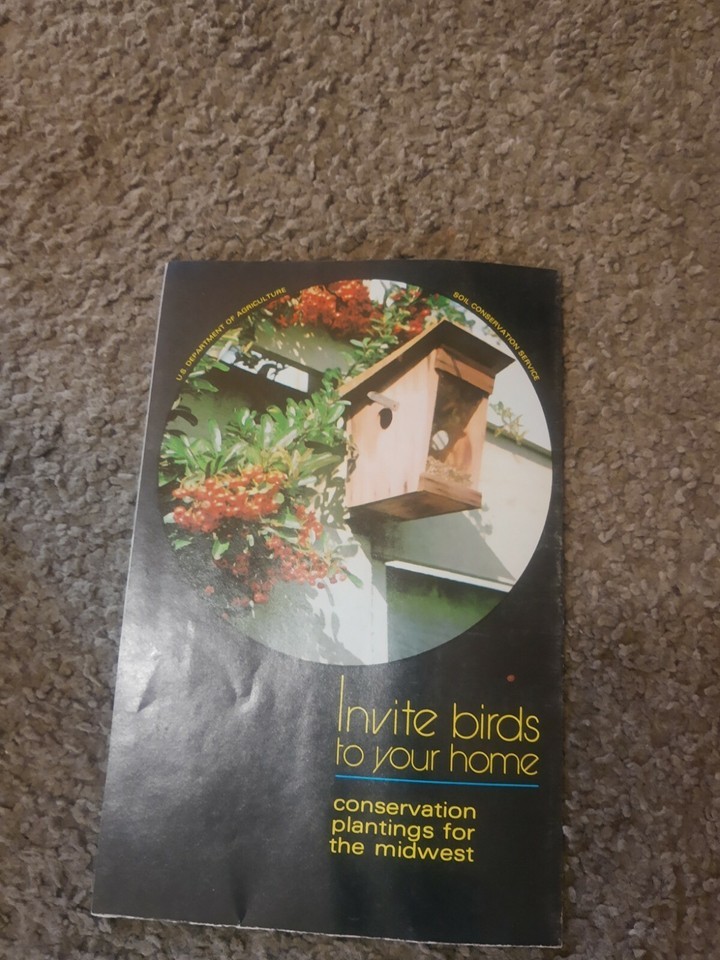 U.S. DEPARTMENT OF AGRICULTURE
SOIL CONSERVATION SERVICE
Invite birds
to your home
conservation
plantings for
the midwest